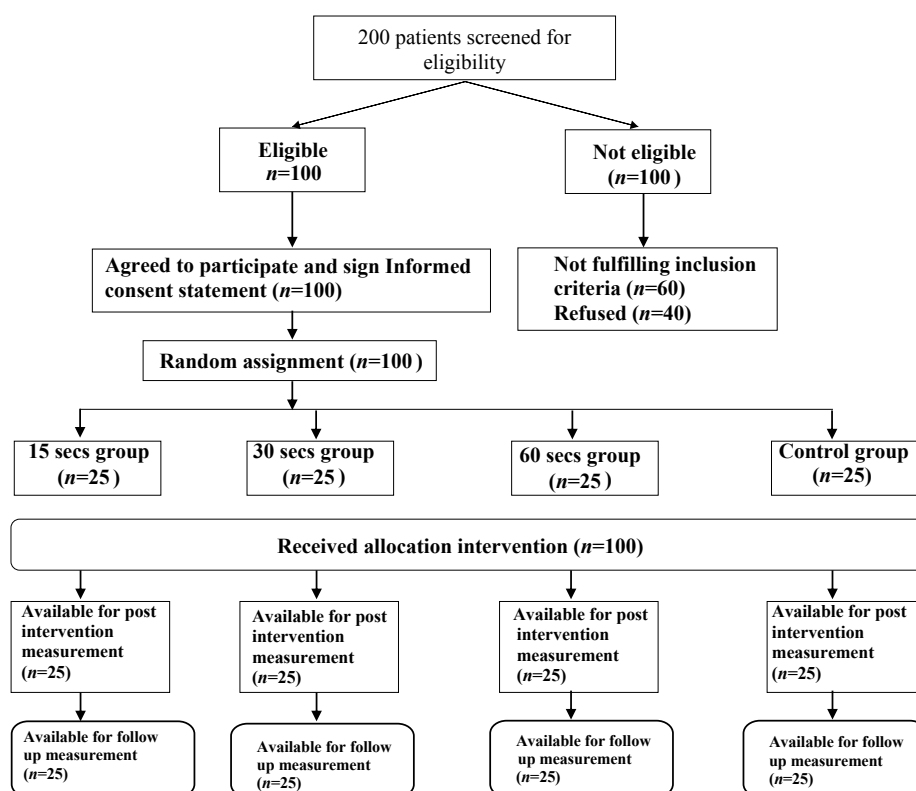 200 patients screened for
eligibility
Eligible
n=100
Not eligible
(n=100 )
Agreed to participate and sign Informed
consent statement (n=100)
Not fulfilling inclusion
criteria (n=60)
Refused (n=40)
Random assignment (n=100 )
15 secs group
(n=25 )
30 secs group
(n=25 )
60 secs group
(n=25 )
Control group
(n=25)
Received allocation intervention (n=100)
Available for post
intervention
measurement
(n=25)
Available for post
intervention
measurement
(n=25)
Available for post
intervention
measurement
(n=25)
Available for post
intervention
measurement
(n=25)
Available for follow
up measurement
(n=25)
Available for follow
up measurement
(n=25)
Available for follow
up measurement
(n=25)
Available for follow
up measurement
(n=25)